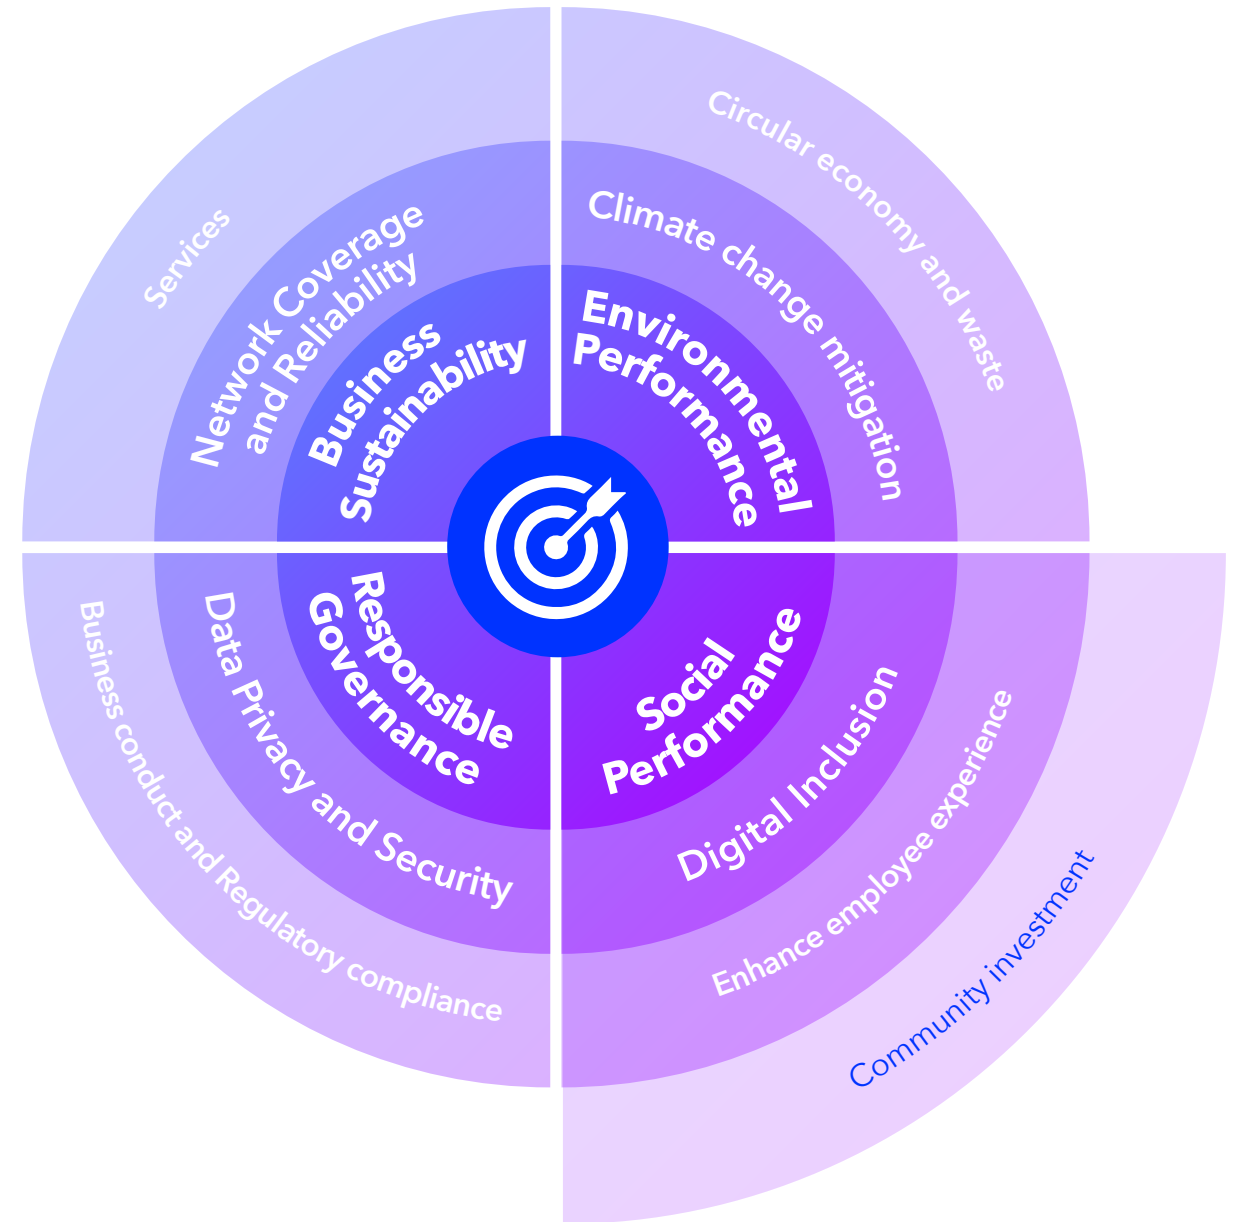 Services
Network Coverage
and Reliability
Business
Sustainability
Circular economy and waste
Climate change mitigation
Environmental
Performance
Responsible
Governance
Data Privacy and Security
Business conduct and Regulatory compliance
Social
Performance
Digital Inclusion
Enhance employee experience
Community investment